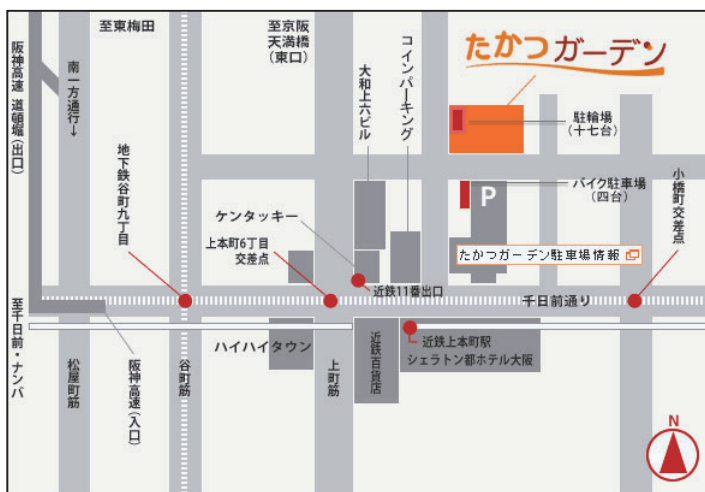 至東梅田
至京阪
天満橋
(東口)
阪神高速 道頓堀(出口)
南一方通行→
地下鉄谷町九丁目
大和上六ビル
コインパーキング
たかつガーデン
駐輪場
(十七台)
バイク駐車場
(四台)
P
小橋町交差点
ケンタッキー
上本町6丁目
交差点
たかつガーデン駐車場情報
近鉄11番出口
千日前通り
至千日前・ナンバ
松屋町筋
阪神高速(入口)
谷町筋
ハイハイタウン
上町筋
近鉄百貨店
近鉄上本町駅
シェラトン都ホテル大阪
N